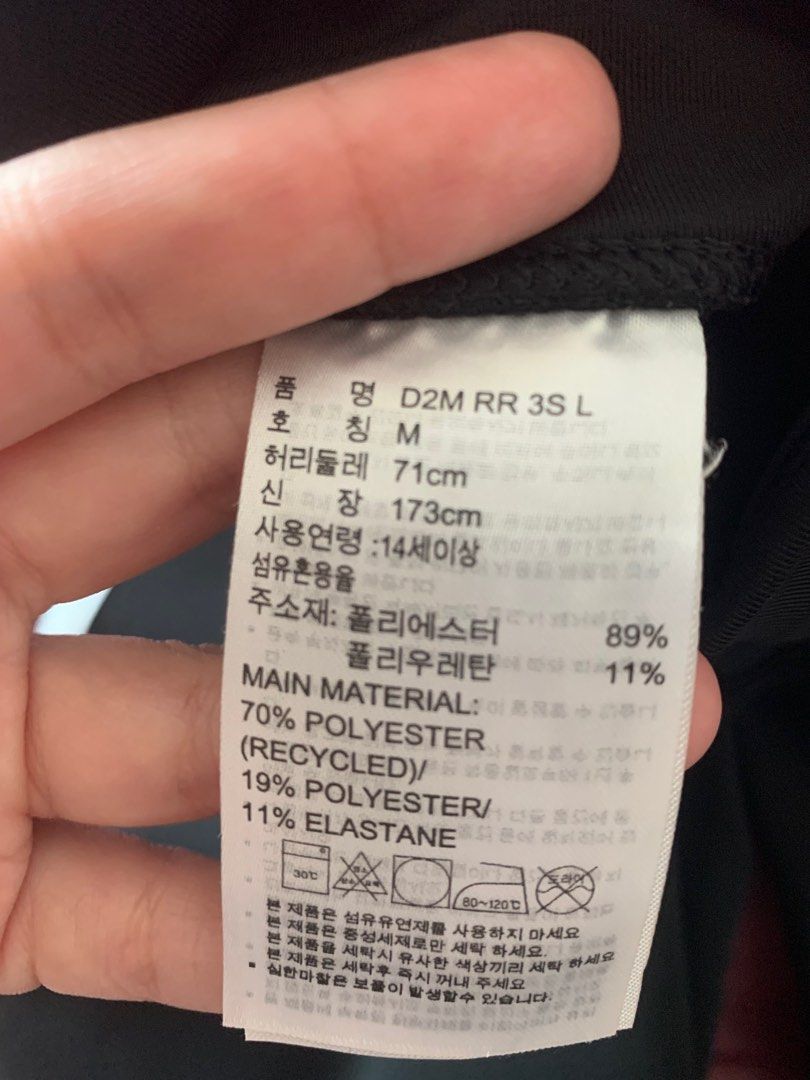 품 명 D2M RR 3S L
호 칭 M
허리둘레 71cm
신 장 173cm
사용연령 :14세이상
섬유혼용율
주소재: 폴리에스터 89%
폴리우레탄 11%
MAIN MATERIAL:
70% POLYESTER
(RECYCLED)/
19% POLYESTER/
11% ELASTANE
30℃ 80~120℃ 드라이
본 제품은 섬유유연제를 사용하지 마세요
본 제품은 중성세제로만 세탁 하세요.
본 제품을 세탁시 유사한 색상끼리 세탁 하세요
본 제품은 세탁후 즉시 꺼내 주세요
• 심한마찰은 보풀이 발생할수 있습니다.